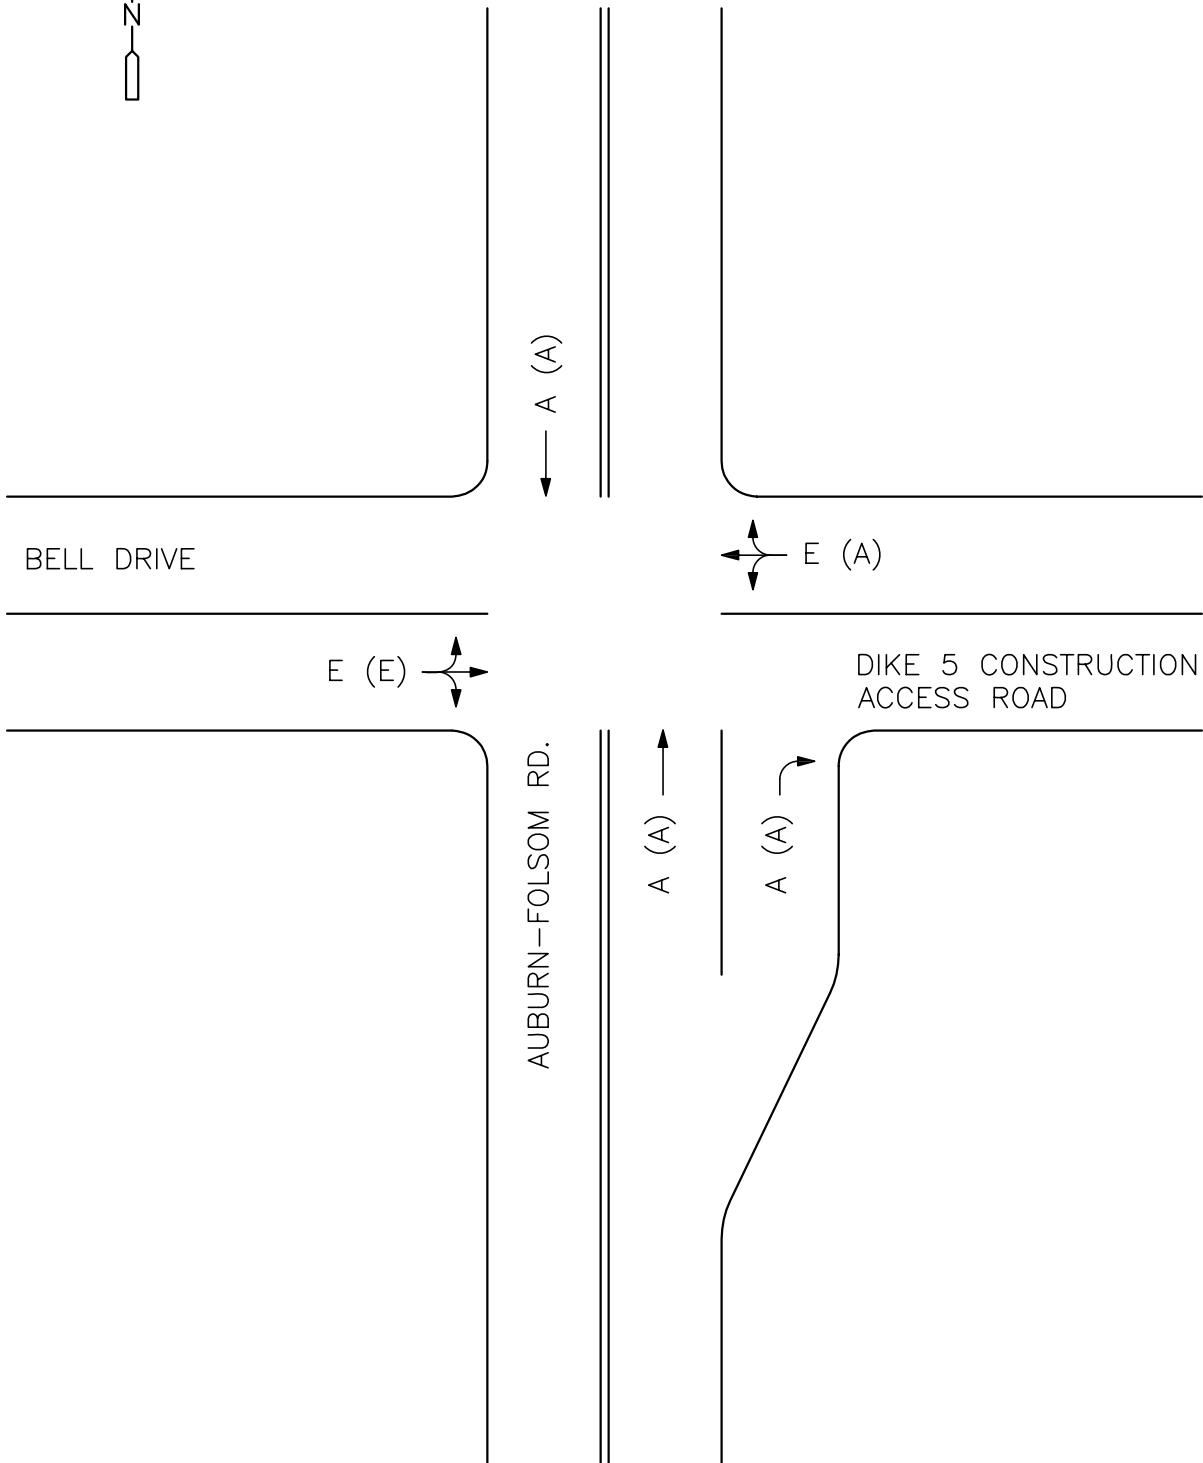 N
A (A)
BELL DRIVE
E (A)
E (E)
DIKE 5 CONSTRUCTION
ACCESS ROAD
AUBURN-FOLSOM RD.
A (A)
A (A)